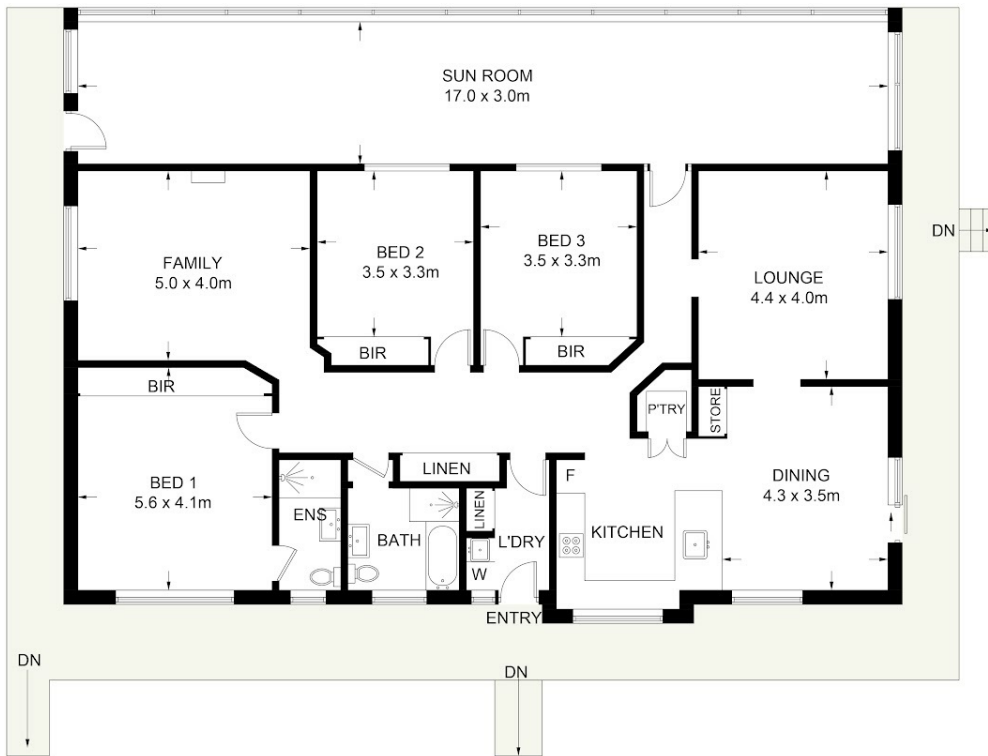 SUN ROOM
17.0 x 3.0m
FAMILY
5.0 x 4.0m
BED 2
3.5 x 3.3m
BED 3
3.5 x 3.3m
LOUNGE
4.4 x 4.0m
DN
BIR
BIR
BIR
P'TRY
STORE
BED 1
5.6 x 4.1m
LINEN
F
DINING
4.3 x 3.5m
ENS
BATH
LINEN
L'DRY
KITCHEN
W
ENTRY
DN
DN